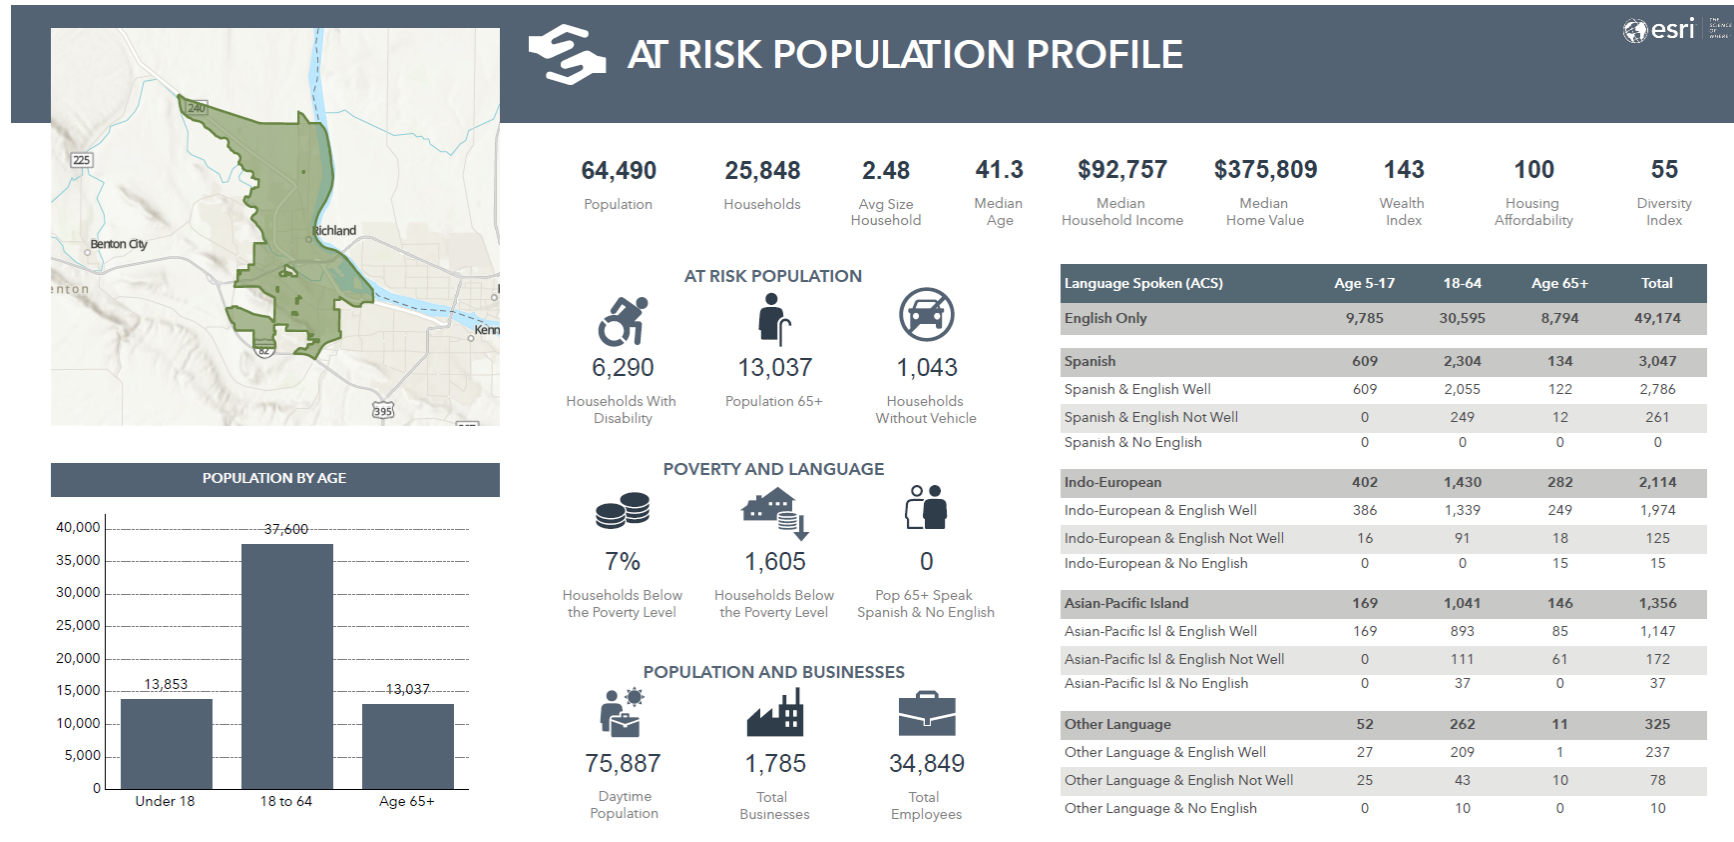 AT RISK POPULATION PROFILE
esri
THE
SCIENCE
OF
WHERE
240
225
Richland
Benton City
enton
Kenn
82
395
64,490
Population
25,848
Households
2.48
Avg Size
Household
41.3
Median
Age
$92,757
Median
Household Income
$375,809
Median
Home Value
143
Wealth
Index
100
Housing
Affordability
55
Diversity
Index
AT RISK POPULATION
6,290
Households With
Disability
13,037
Population 65+
1,043
Households
Without Vehicle
POVERTY AND LANGUAGE
7%
Households Below
the Poverty Level
1,605
Households Below
the Poverty Level
0
Pop 65+ Speak
Spanish & No English
POPULATION AND BUSINESSES
75,887
Daytime
Population
1,785
Total
Businesses
34,849
Total
Employees
POPULATION BY AGE
40,000
35,000
30,000
25,000
20,000
15,000
10,000
5,000
0
13,853
37,600
13,037
Under 18
18 to 64
Age 65+
Language Spoken (ACS) Age 5-17 18-64 Age 65+ Total
English Only 9,785 30,595 8,794 49,174
Spanish 609 2,304 134 3,047
Spanish & English Well 609 2,055 122 2,786
Spanish & English Not Well 0 249 12 261
Spanish & No English 0 0 0 0
Indo-European 402 1,430 282 2,114
Indo-European & English Well 386 1,339 249 1,974
Indo-European & English Not Well 16 91 18 125
Indo-European & No English 0 0 15 15
Asian-Pacific Island 169 1,041 146 1,356
Asian-Pacific Isl & English Well 169 893 85 1,147
Asian-Pacific Isl & English Not Well 0 111 61 172
Asian-Pacific Isl & No English 0 37 0 37
Other Language 52 262 11 325
Other Language & English Well 27 209 1 237
Other Language & English Not Well 25 43 10 78
Other Language & No English 0 10 0 10